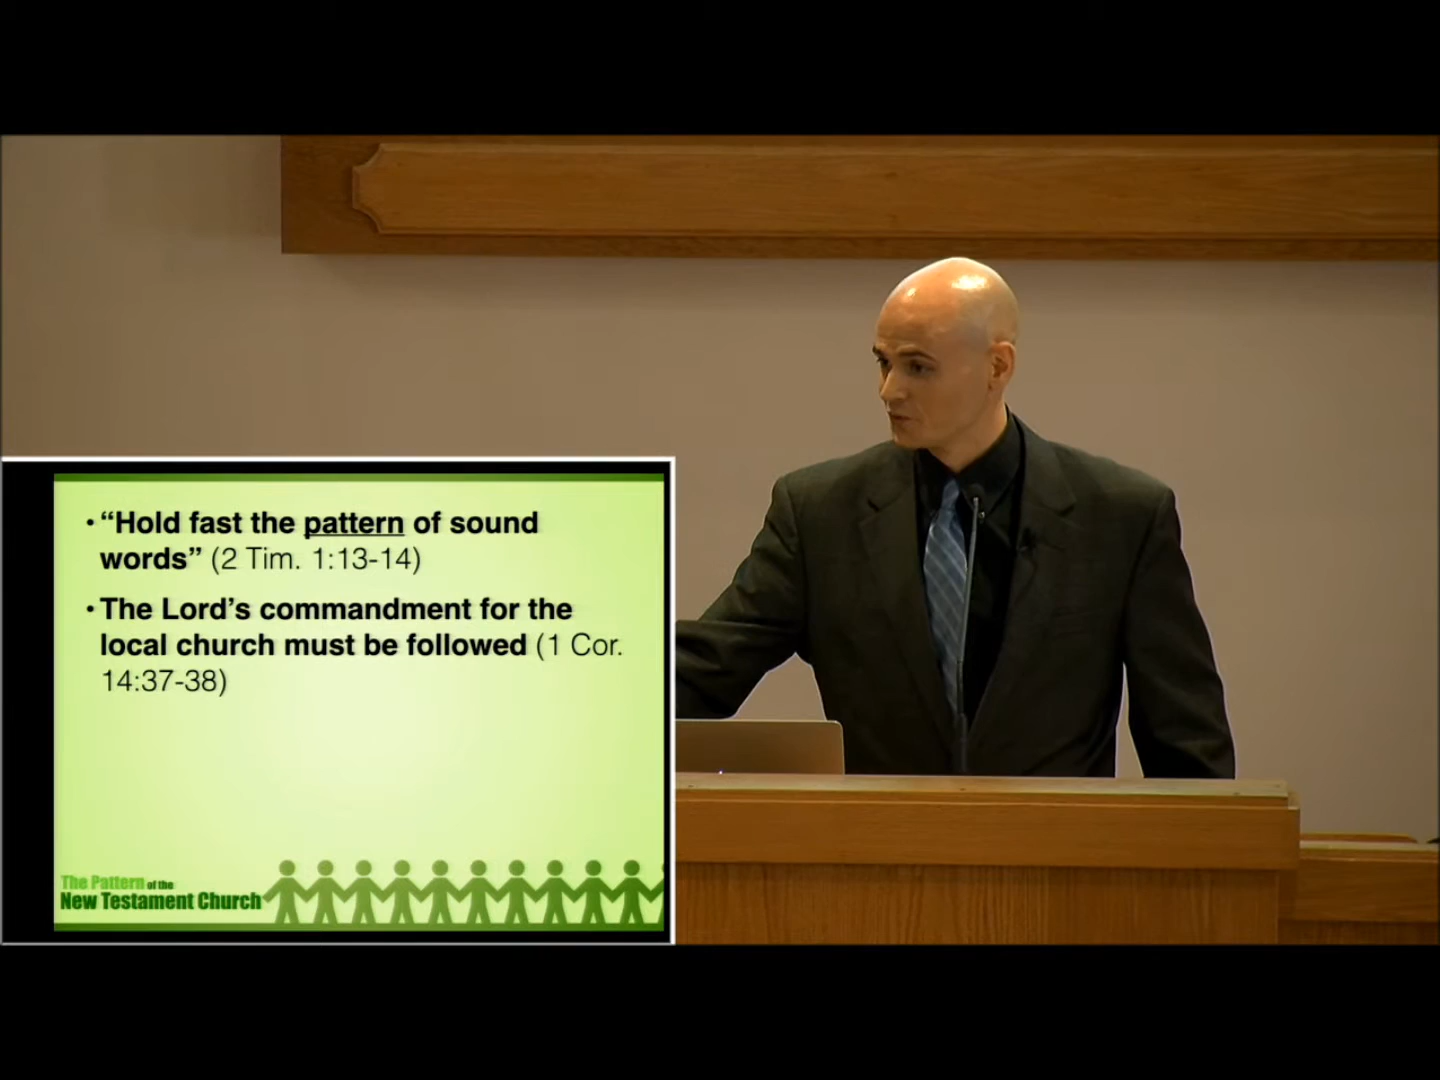 • “Hold fast the pattern of sound
words” (2 Tim. 1:13-14)
• The Lord’s commandment for the
local church must be followed (1 Cor.
14:37-38)
The Pattern of the
New Testament Church